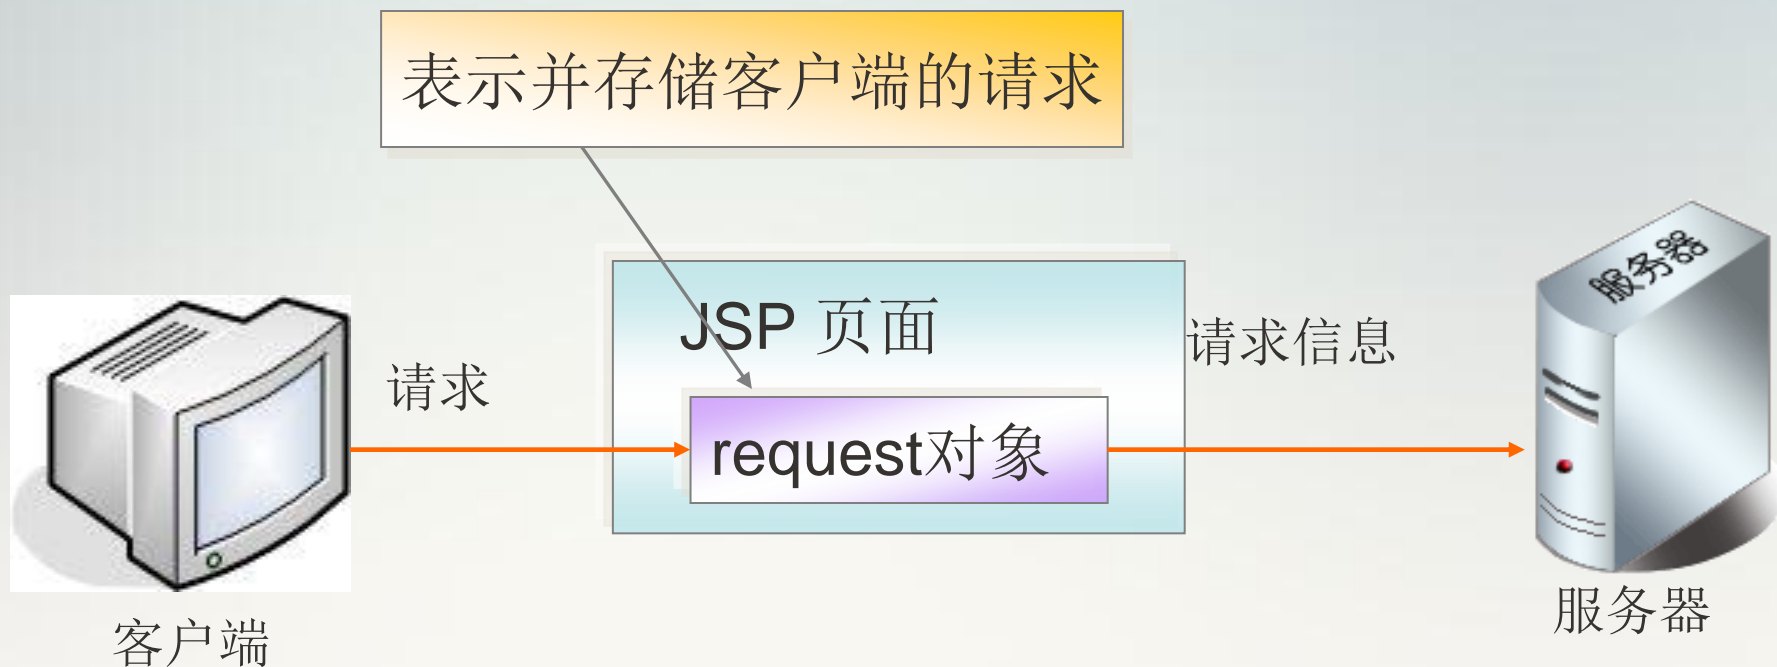 表示并存储客户端的请求
服务器
JSP 页面
请求信息
请求
request对象
服务器
客户端